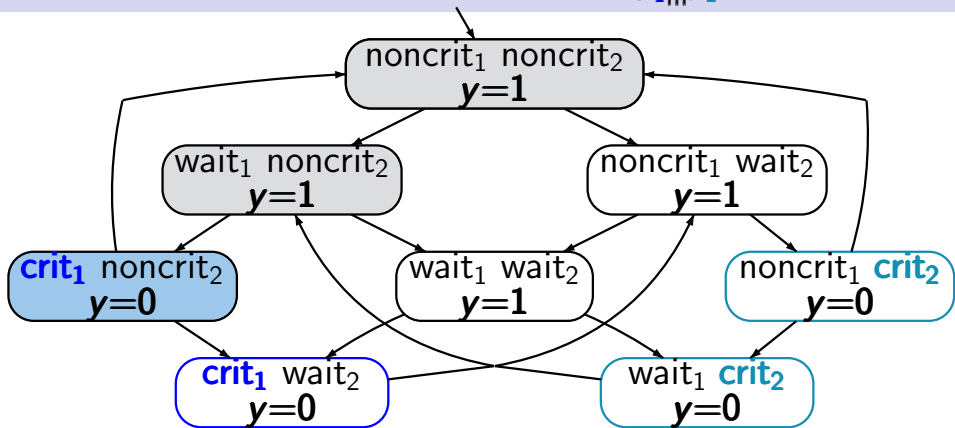 noncrit₁ noncrit₂
y=1
wait₁ noncrit₂
y=1
noncrit₁ wait₂
y=1
crit₁ noncrit₂
y=0
wait₁ wait₂
y=1
noncrit₁ crit₂
y=0
crit₁ wait₂
y=0
wait₁ crit₂
y=0